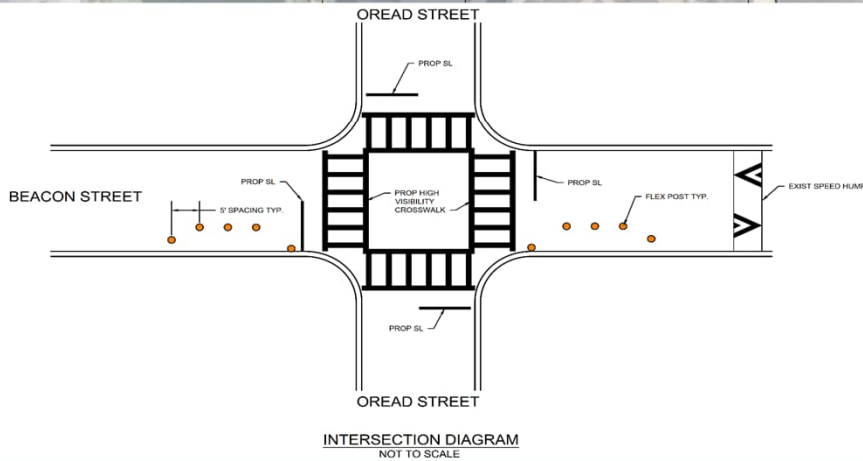 OREAD STREET
PROP SL
BEACON STREET
PROP SL
5' SPACING TYP.
PROP HIGH
VISIBILITY
CROSSWALK
PROP SL
FLEX POST TYP.
EXIST SPEED HUMP
PROP SL
OREAD STREET
INTERSECTION DIAGRAM
NOT TO SCALE